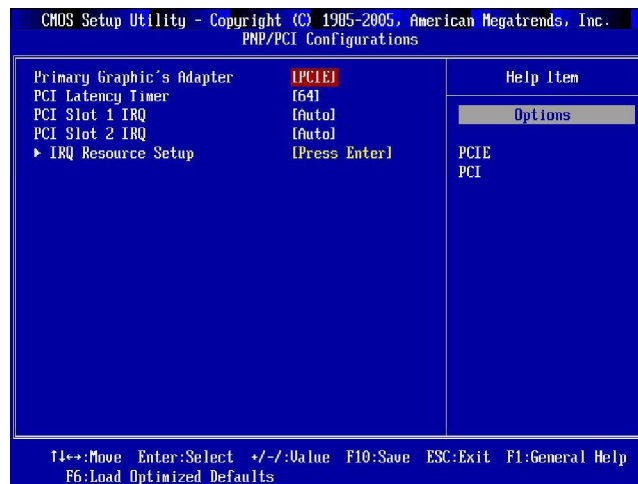 CMOS Setup Utility - Copyright (C) 1985-2005, American Megatrends, Inc.
PNP/PCI Configurations
Primary Graphic's Adapter [PCIE]
PCI Latency Timer [64]
PCI Slot 1 IRQ [Auto]
PCI Slot 2 IRQ [Auto]
▶ IRQ Resource Setup [Press Enter]
Help Item
Options
PCIE
PCI
↑↓←→:Move Enter:Select +/-/:Value F10:Save ESC:Exit F1:General Help
F6:Load Optimized Defaults